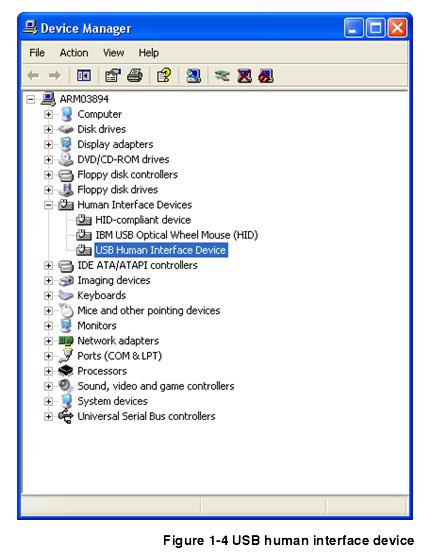 Device Manager
File Action View Help
ARM03894
Computer
Disk drives
Display adapters
DVD/CD-ROM drives
Floppy disk controllers
Floppy disk drives
Human Interface Devices
HID-compliant device
IBM USB Optical Wheel Mouse (HID)
USB Human Interface Device
IDE ATA/ATAPI controllers
Imaging devices
Keyboards
Mice and other pointing devices
Monitors
Network adapters
Ports (COM & LPT)
Processors
Sound, video and game controllers
System devices
Universal Serial Bus controllers
Figure 1-4 USB human interface device